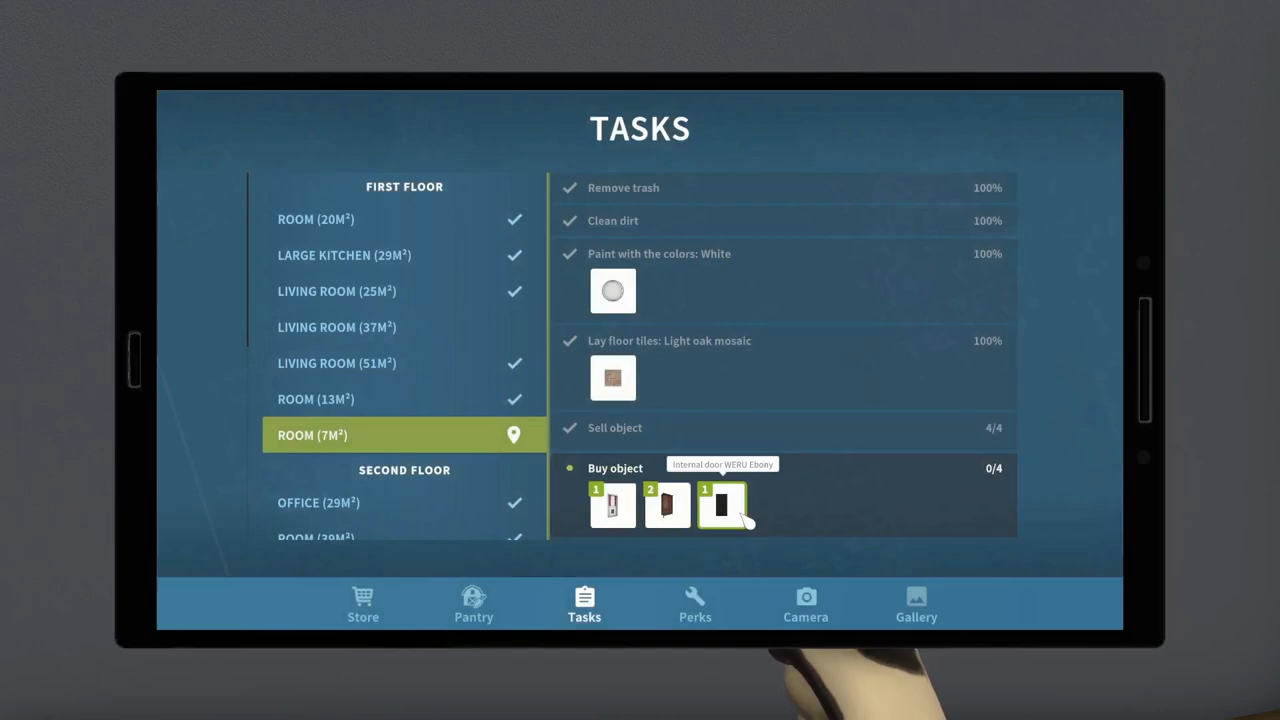 TASKS
FIRST FLOOR
ROOM (20M²)
LARGE KITCHEN (29M²)
LIVING ROOM (25M²)
LIVING ROOM (37M²)
LIVING ROOM (51M²)
ROOM (13M²)
ROOM (7M²)
SECOND FLOOR
OFFICE (29M²)
ROOM (39M²)
Remove trash 100%
Clean dirt 100%
Paint with the colors: White 100%
Lay floor tiles: Light oak mosaic 100%
Sell object 4/4
Buy object 0/4
Internal door WERU Ebony
1 2 1
Store Pantry Tasks Perks Camera Gallery